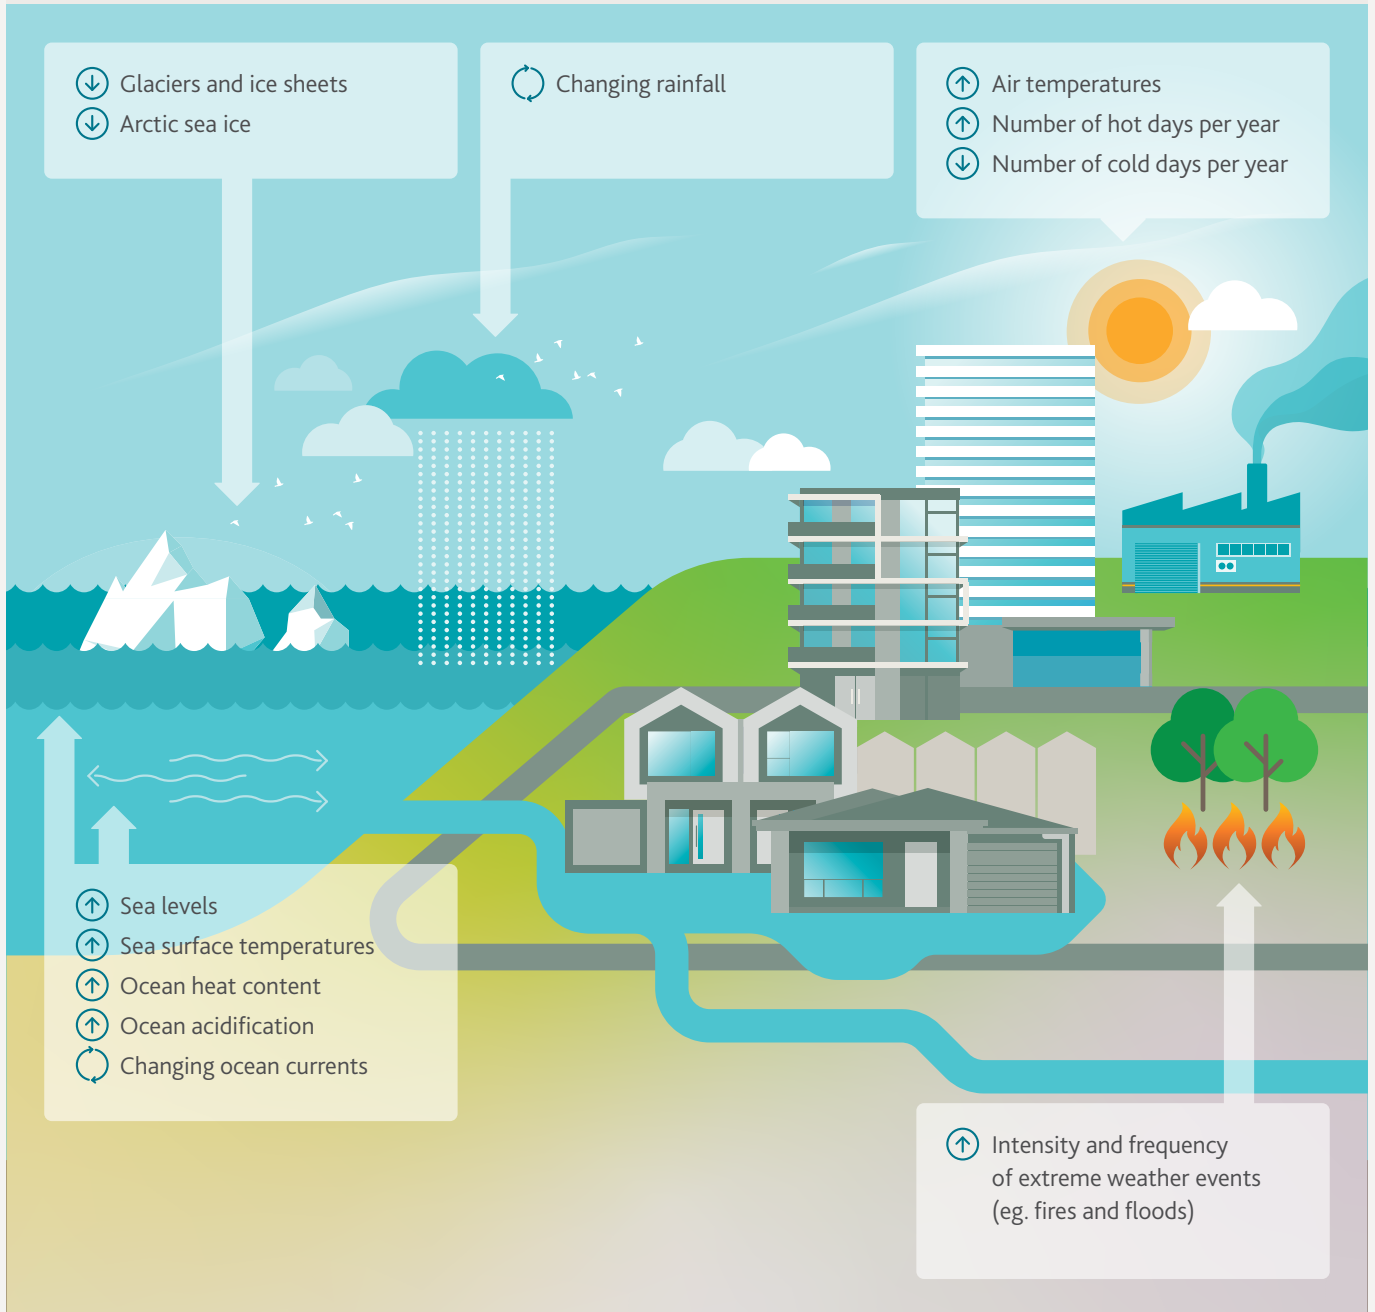 Glaciers and ice sheets
Arctic sea ice
Changing rainfall
Air temperatures
Number of hot days per year
Number of cold days per year
Sea levels
Sea surface temperatures
Ocean heat content
Ocean acidification
Changing ocean currents
Intensity and frequency
of extreme weather events
(eg. fires and floods)